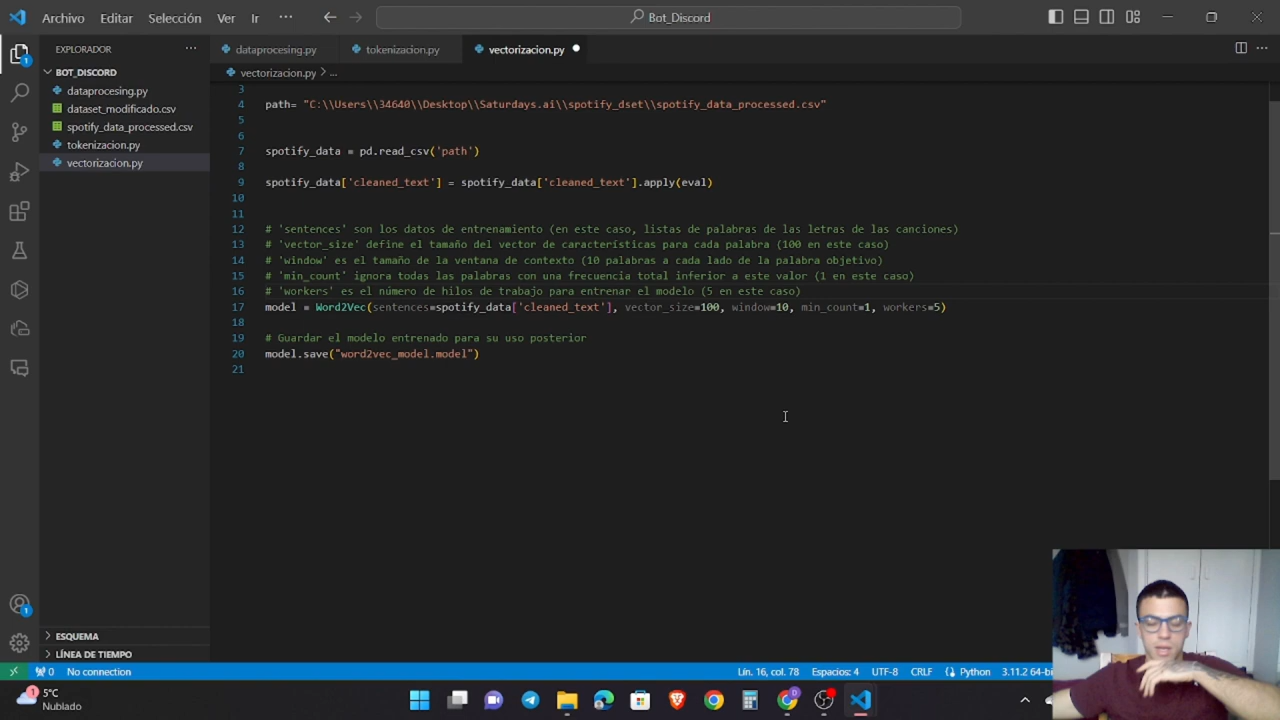 Archivo Editar Selección Ver Ir ··· Bot_Discord
EXPLORADOR ··· dataprocesing.py tokenizacion.py vectorizacion.py
BOT_DISCORD vectorizacion.py > ...
dataprocesing.py
dataset_modificado.csv
spotify_data_processed.csv
tokenizacion.py
vectorizacion.py
3
4 path= "C:\\Users\\34640\\Desktop\\Saturdays.ai\\spotify_dset\\spotify_data_processed.csv"
5
6
7 spotify_data = pd.read_csv('path')
8
9 spotify_data['cleaned_text'] = spotify_data['cleaned_text'].apply(eval)
10
11
12 # 'sentences' son los datos de entrenamiento (en este caso, listas de palabras de las letras de las canciones)
13 # 'vector_size' define el tamaño del vector de características para cada palabra (100 en este caso)
14 # 'window' es el tamaño de la ventana de contexto (10 palabras a cada lado de la palabra objetivo)
15 # 'min_count' ignora todas las palabras con una frecuencia total inferior a este valor (1 en este caso)
16 # 'workers' es el número de hilos de trabajo para entrenar el modelo (5 en este caso)
17 model = Word2Vec(sentences=spotify_data['cleaned_text'], vector_size=100, window=10, min_count=1, workers=5)
18
19 # Guardar el modelo entrenado para su uso posterior
20 model.save("word2vec_model.model")
21
1
1
ESQUEMA
LÍNEA DE TIEMPO
0 No connection Lín. 16, col. 78 Espacios: 4 UTF-8 CRLF Python 3.11.2 64-bi
1 5°C
Nublado